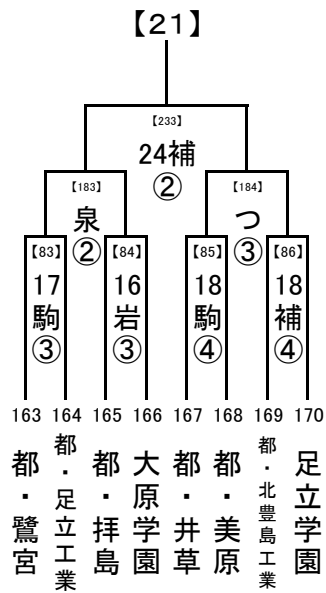 【21】
【233】
24補
②
【183】 【184】
泉 つ
② ③
【83】 【84】 【85】 【86】
17 16 18 18
駒 岩 駒 補
③ ③ ④ ④
163 164 165 166 167 168 169 170
都・鷺宮
都・足立工業
都・拝島
大原学園
都・井草
都・美原
都・北豊島工業
足立学園